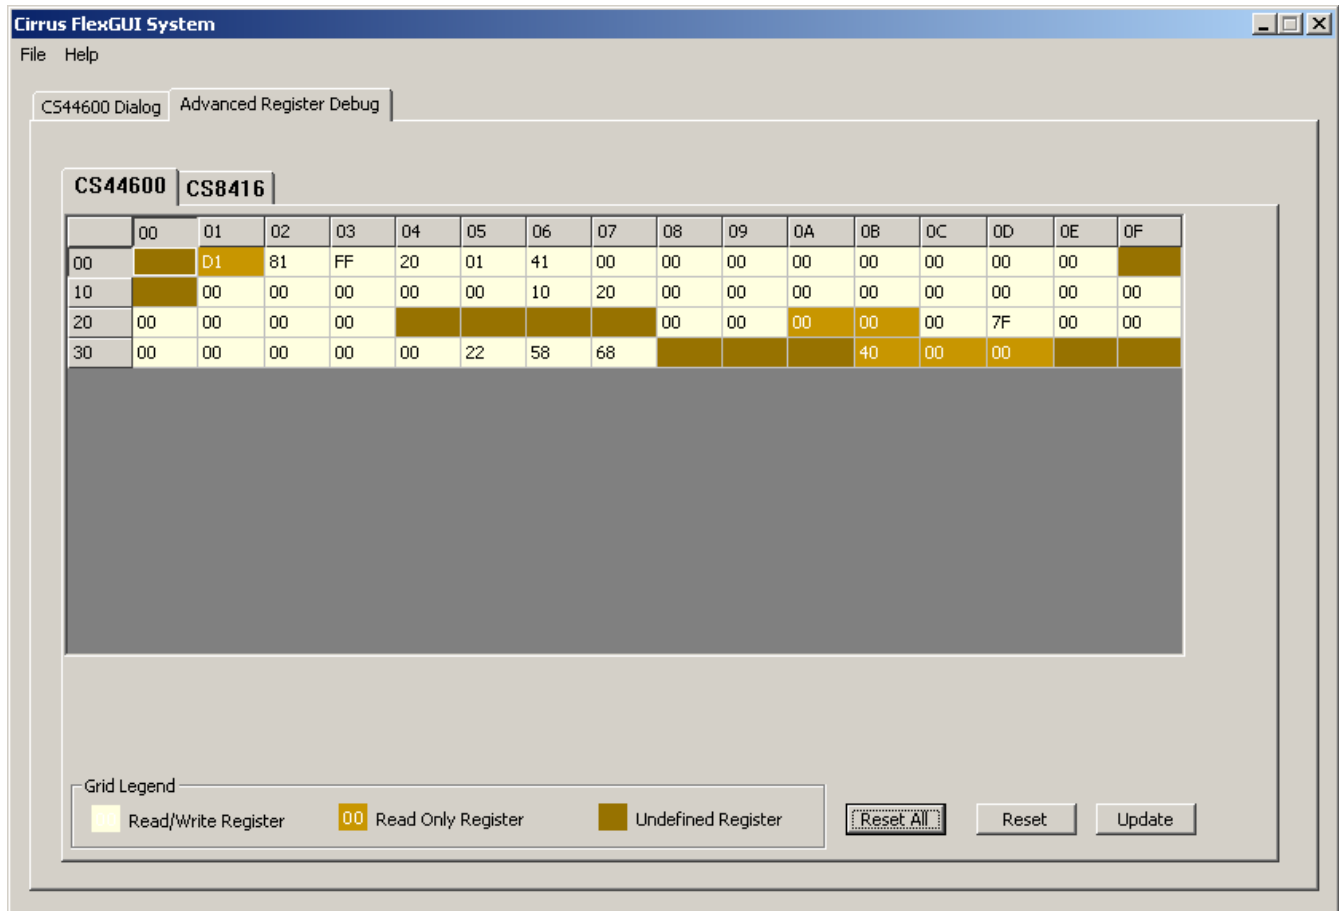 Cirrus FlexGUI System
File Help
CS44600 Dialog Advanced Register Debug
CS44600 CS8416
00 01 02 03 04 05 06 07 08 09 0A 0B 0C 0D 0E 0F
00 D1 81 FF 20 01 41 00 00 00 00 00 00 00 00
10 00 00 00 00 00 10 20 00 00 00 00 00 00 00 00
20 00 00 00 00 00 00 00 00 00 7F 00 00
30 00 00 00 00 00 22 58 68 40 00 00
Grid Legend
Read/Write Register 00 Read Only Register Undefined Register Reset All Reset Update